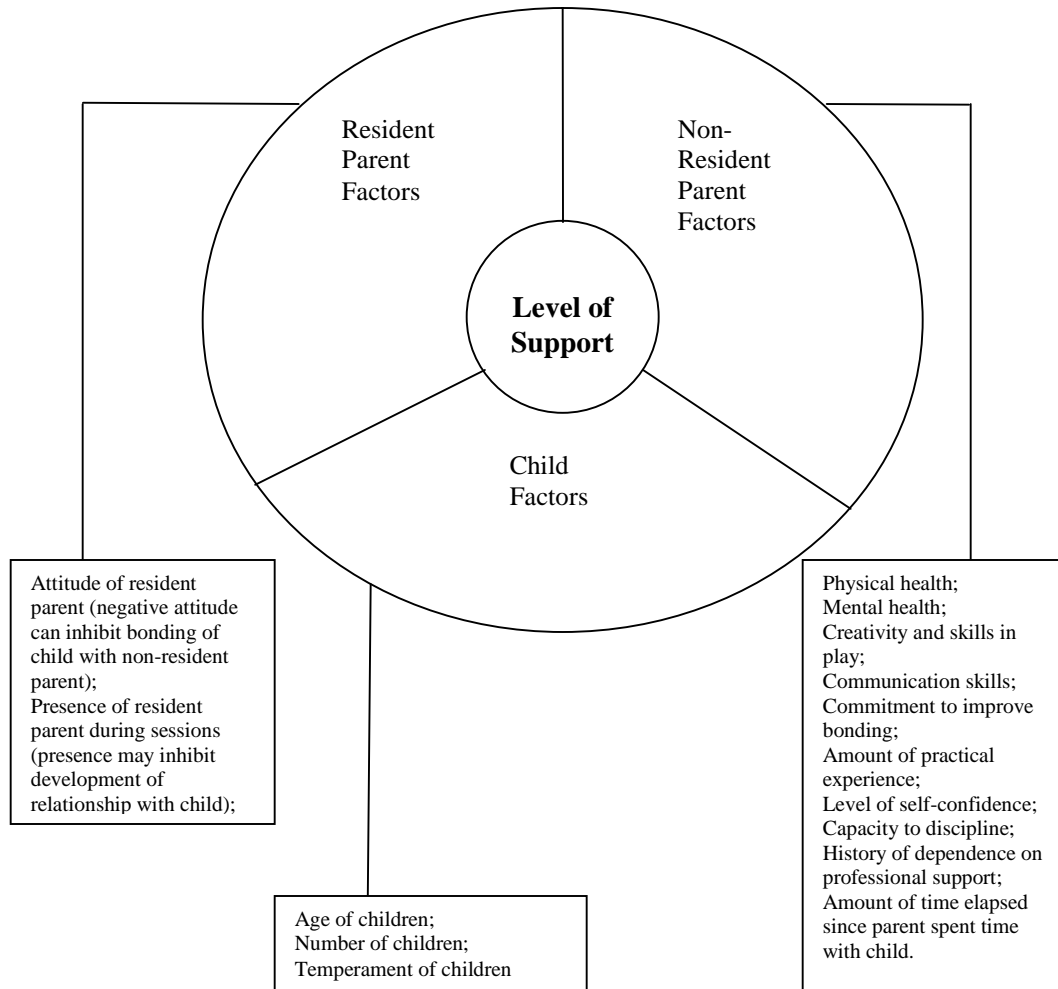 Resident
Parent
Factors
Non-
Resident
Parent
Factors
Level of
Support
Child
Factors
Attitude of resident
parent (negative attitude
can inhibit bonding of
child with non-resident
parent);
Presence of resident
parent during sessions
(presence may inhibit
development of
relationship with child);
Physical health;
Mental health;
Creativity and skills in
play;
Communication skills;
Commitment to improve
bonding;
Amount of practical
experience;
Level of self-confidence;
Capacity to discipline;
History of dependence on
professional support;
Amount of time elapsed
since parent spent time
with child.
Age of children;
Number of children;
Temperament of children